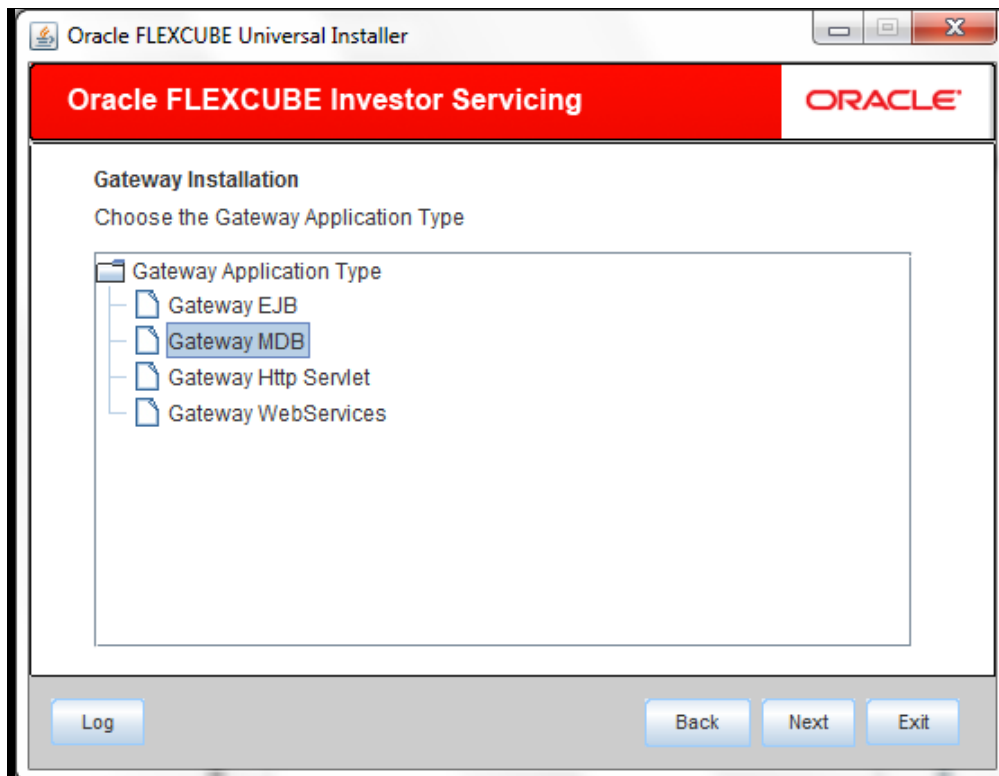 Oracle FLEXCUBE Universal Installer
Oracle FLEXCUBE Investor Servicing
ORACLE
Gateway Installation
Choose the Gateway Application Type
Gateway Application Type
Gateway EJB
Gateway MDB
Gateway Http Servlet
Gateway WebServices
Log Back Next Exit